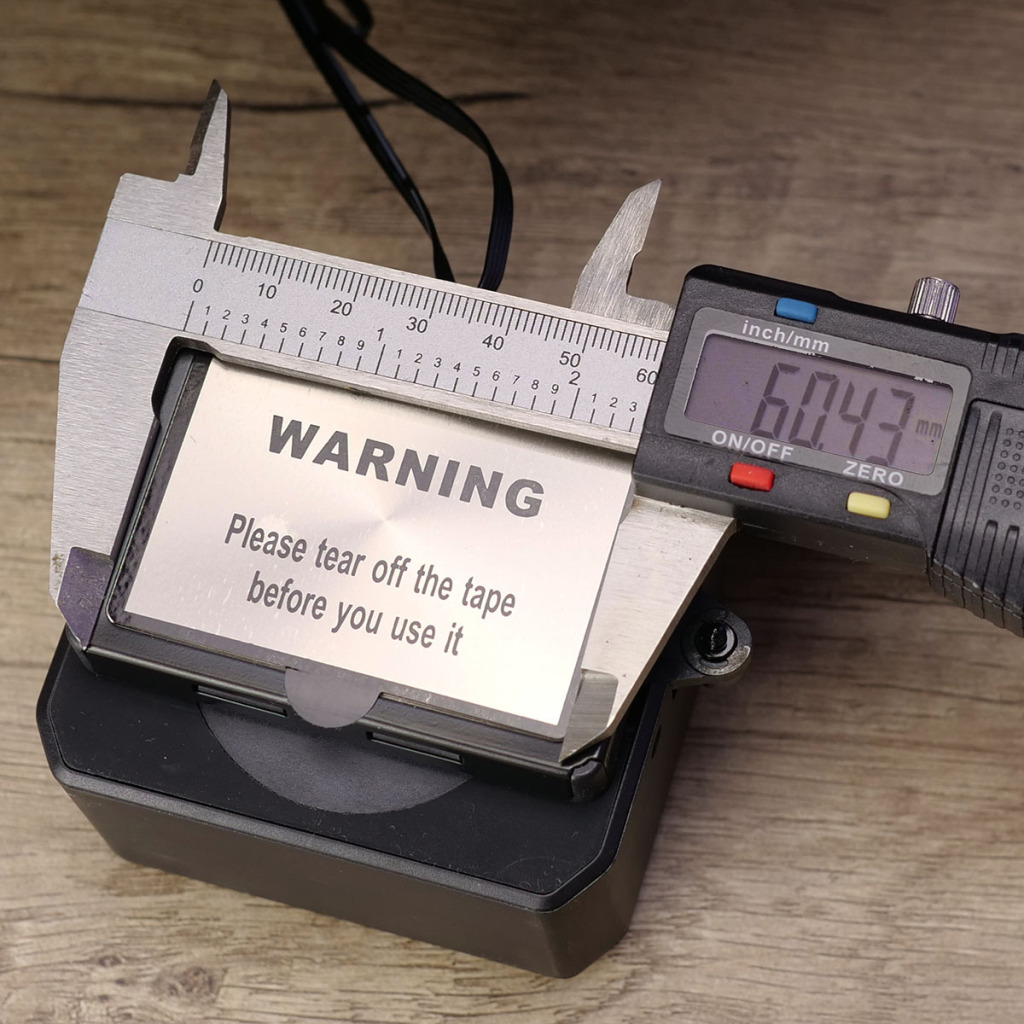 0 10 20 30 40 50 60
1 2 3 4 5 6 7 8 9 1 1 2 3 4 5 6 7 8 9 2 1 2 3
inch/mm
60.43 mm
ON/OFF
ZERO
WARNING
Please tear off the tape
before you use it